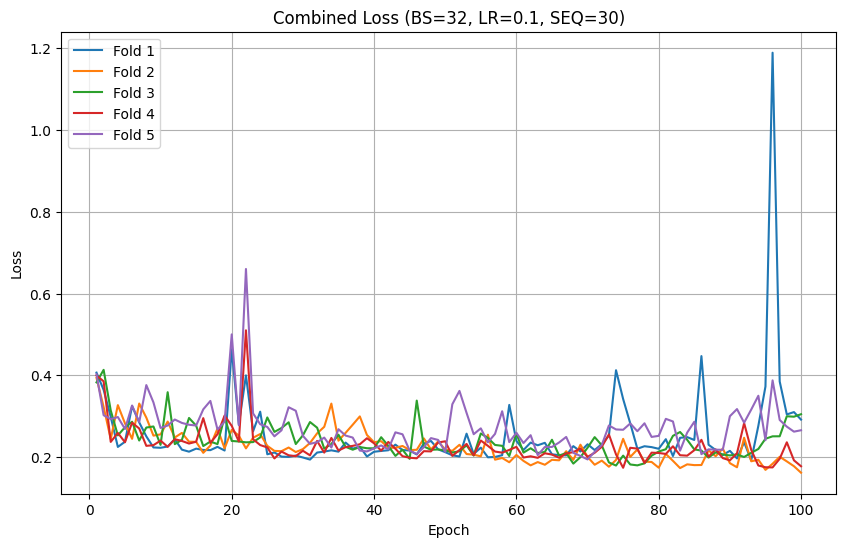 Combined Loss (BS=32, LR=0.1, SEQ=30)
Fold 1
Fold 2
Fold 3
Fold 4
Fold 5
Loss
1.2
1.0
0.8
0.6
0.4
0.2
0 20 40 60 80 100
Epoch